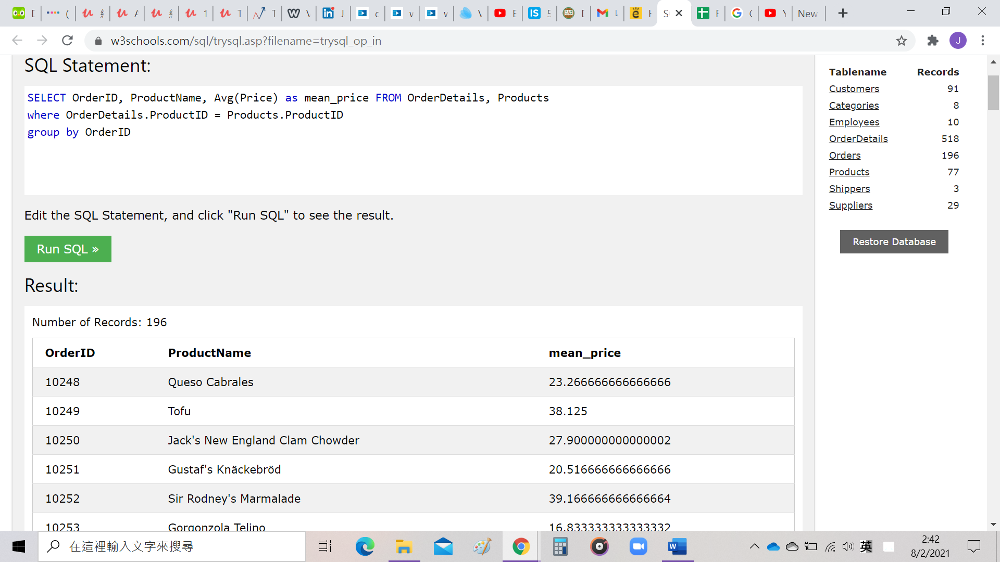 New
w3schools.com/sql/trysql.asp?filename=trysql_op_in
J
SQL Statement:
SELECT OrderID, ProductName, Avg(Price) as mean_price FROM OrderDetails, Products
where OrderDetails.ProductID = Products.ProductID
group by OrderID
Edit the SQL Statement, and click "Run SQL" to see the result.
Run SQL »
Result:
Number of Records: 196
OrderID ProductName mean_price
10248 Queso Cabrales 23.266666666666666
10249 Tofu 38.125
10250 Jack's New England Clam Chowder 27.900000000000002
10251 Gustaf's Knäckebröd 20.516666666666666
10252 Sir Rodney's Marmalade 39.166666666666664
10253 Gorgonzola Telino 16.833333333333332
Tablename Records
Customers 91
Categories 8
Employees 10
OrderDetails 518
Orders 196
Products 77
Shippers 3
Suppliers 29
Restore Database
在這裡輸入文字來搜尋
英
2:42
8/2/2021